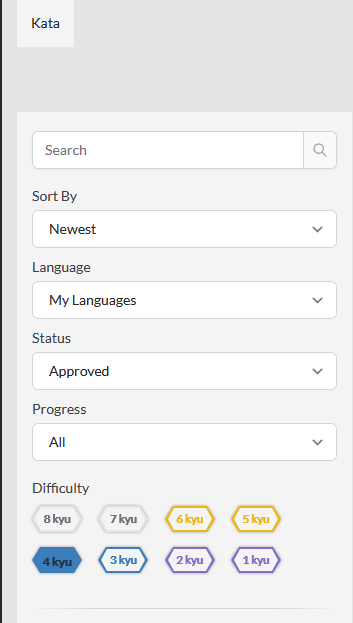 Kata
Search
Sort By
Newest
Language
My Languages
Status
Approved
Progress
All
Difficulty
8 kyu 7 kyu 6 kyu 5 kyu
4 kyu 3 kyu 2 kyu 1 kyu